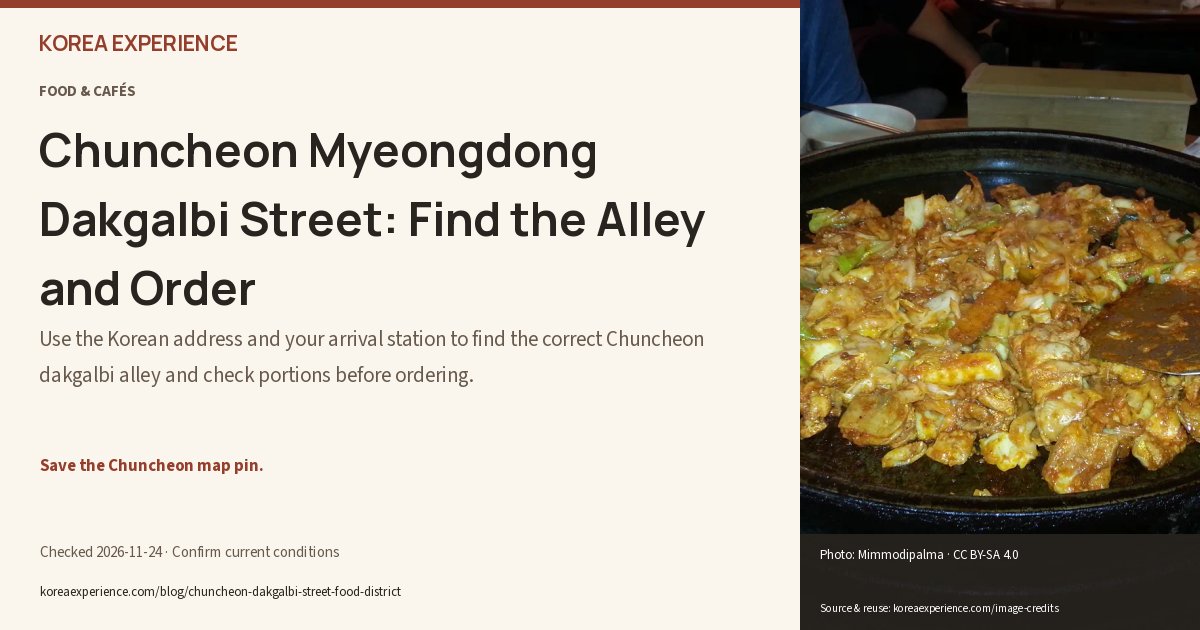 KOREA EXPERIENCE
FOOD & CAFÉS
Chuncheon Myeongdong
Dakgalbi Street: Find the Alley
and Order
Use the Korean address and your arrival station to find the correct Chuncheon
dakgalbi alley and check portions before ordering.
Save the Chuncheon map pin.
Checked 2026-11-24 · Confirm current conditions
koreaexperience.com/blog/chuncheon-dakgalbi-street-food-district
Photo: Mimmodipalma · CC BY-SA 4.0
Source & reuse: koreaexperience.com/image-credits